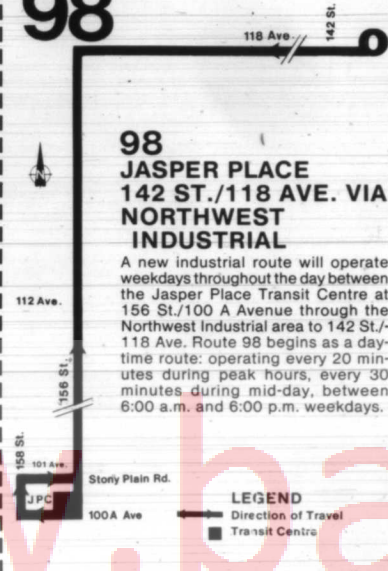 98
118 Ave.
142 St.
N
98
JASPER PLACE
142 ST./118 AVE. VIA
NORTHWEST
INDUSTRIAL
A new industrial route will operate
weekdays throughout the day between
the Jasper Place Transit Centre at
156 St./100 A Avenue through the
Northwest Industrial area to 142 St./-
118 Ave. Route 98 begins as a day-
time route: operating every 20 min-
utes during peak hours, every 30
minutes during mid-day, between
6:00 a.m. and 6:00 p.m. weekdays.
112 Ave.
156 St.
158 St.
101 Ave.
Stony Plain Rd.
JPC
100A Ave
LEGEND
Direction of Travel
Transit Centre
w.ba